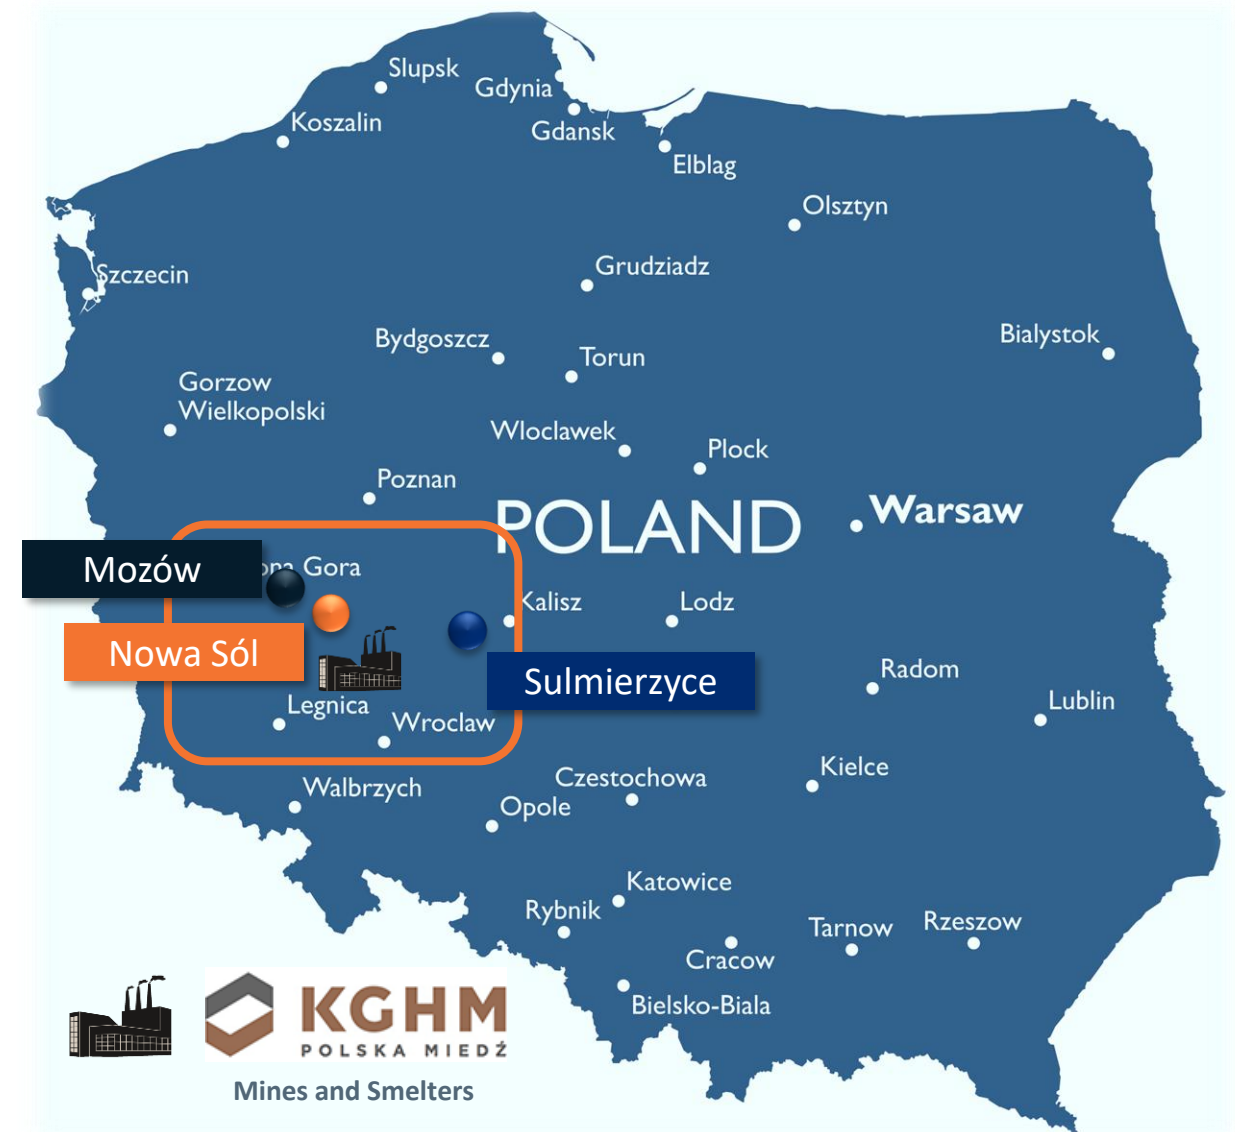 Slupsk
Gdynia
Koszalin
Gdansk
Elblag
Olsztyn
Szczecin
Grudziadz
Bydgoszcz
Torun
Bialystok
Gorzow
Wielkopolski
Wloclawek
Plock
Poznan
POLAND
Warsaw
Mozów
Gora
Kalisz
Lodz
Nowa Sól
Sulmierzyce
Radom
Lublin
Legnica
Wroclaw
Kielce
Czestochowa
Walbrzych
Opole
Katowice
Rybnik
Tarnow
Rzeszow
Cracow
Bielsko-Biala
KGHM
POLSKA MIEDŹ
Mines and Smelters